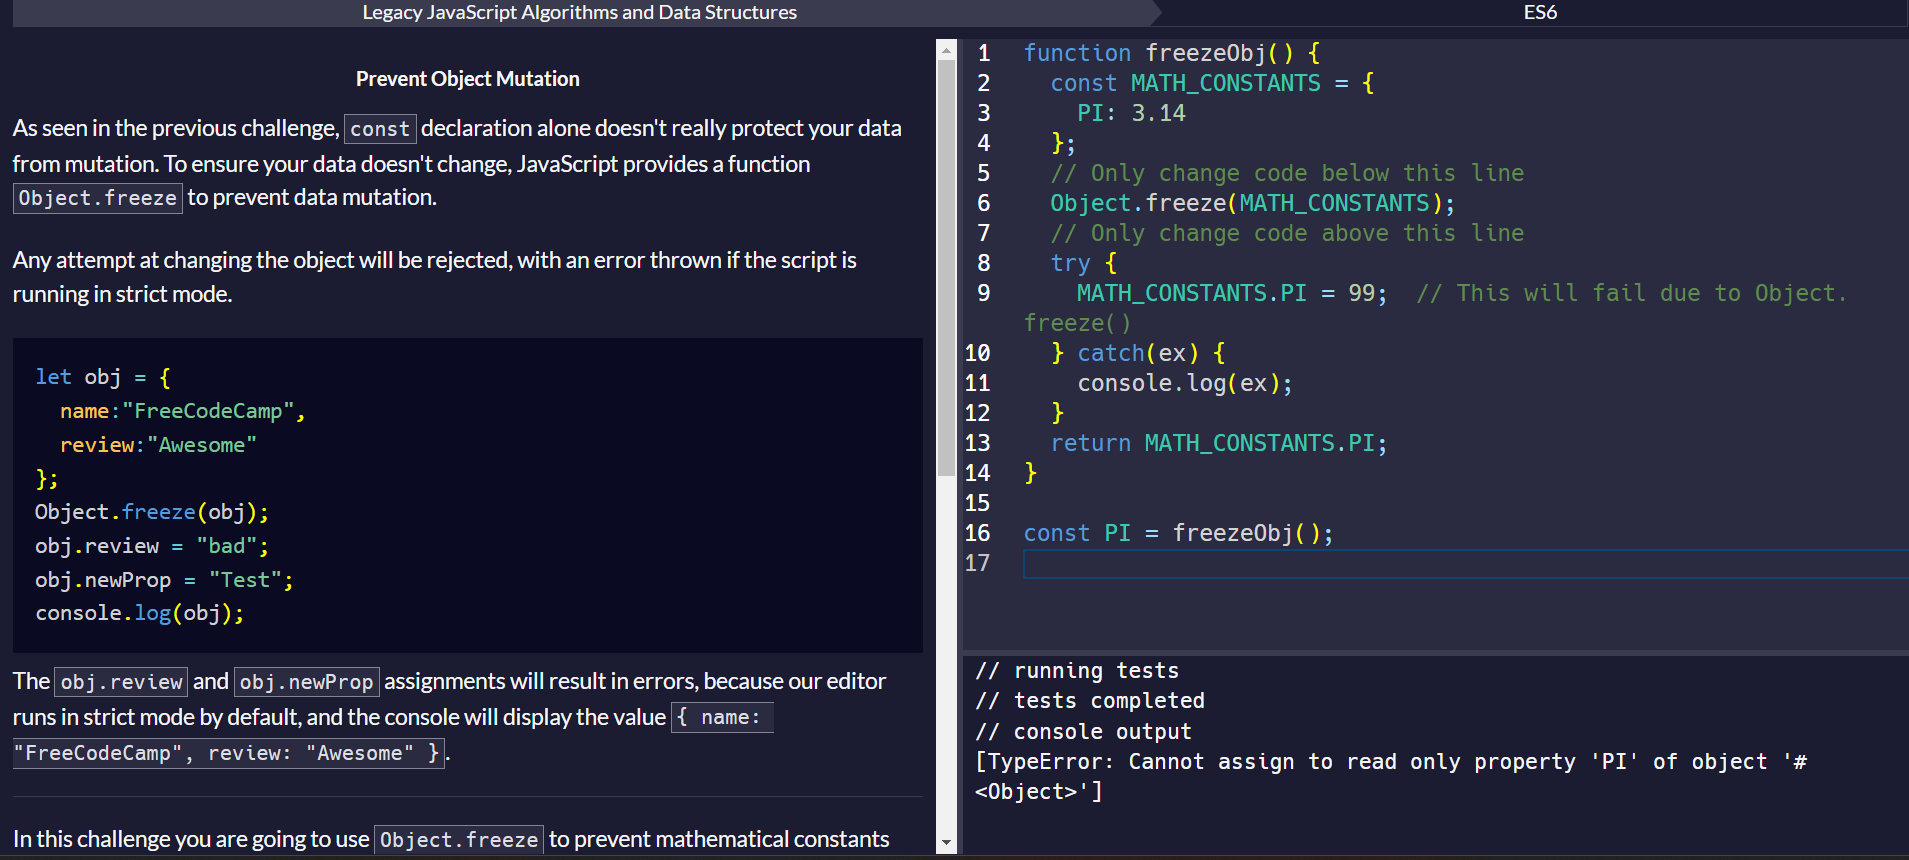 Legacy JavaScript Algorithms and Data Structures
ES6
Prevent Object Mutation
As seen in the previous challenge, const declaration alone doesn't really protect your data
from mutation. To ensure your data doesn't change, JavaScript provides a function
Object.freeze to prevent data mutation.
Any attempt at changing the object will be rejected, with an error thrown if the script is
running in strict mode.
let obj = {
  name:"FreeCodeCamp",
  review:"Awesome"
};
Object.freeze(obj);
obj.review = "bad";
obj.newProp = "Test";
console.log(obj);
The obj.review and obj.newProp assignments will result in errors, because our editor
runs in strict mode by default, and the console will display the value { name:
"FreeCodeCamp", review: "Awesome" }.
In this challenge you are going to use Object.freeze to prevent mathematical constants
1 function freezeObj() {
2   const MATH_CONSTANTS = {
3     PI: 3.14
4   };
5   // Only change code below this line
6   Object.freeze(MATH_CONSTANTS);
7   // Only change code above this line
8   try {
9     MATH_CONSTANTS.PI = 99;  // This will fail due to Object.
freeze()
10   } catch(ex) {
11     console.log(ex);
12   }
13   return MATH_CONSTANTS.PI;
14 }
15
16 const PI = freezeObj();
17
// running tests
// tests completed
// console output
[TypeError: Cannot assign to read only property 'PI' of object '#
<Object>']